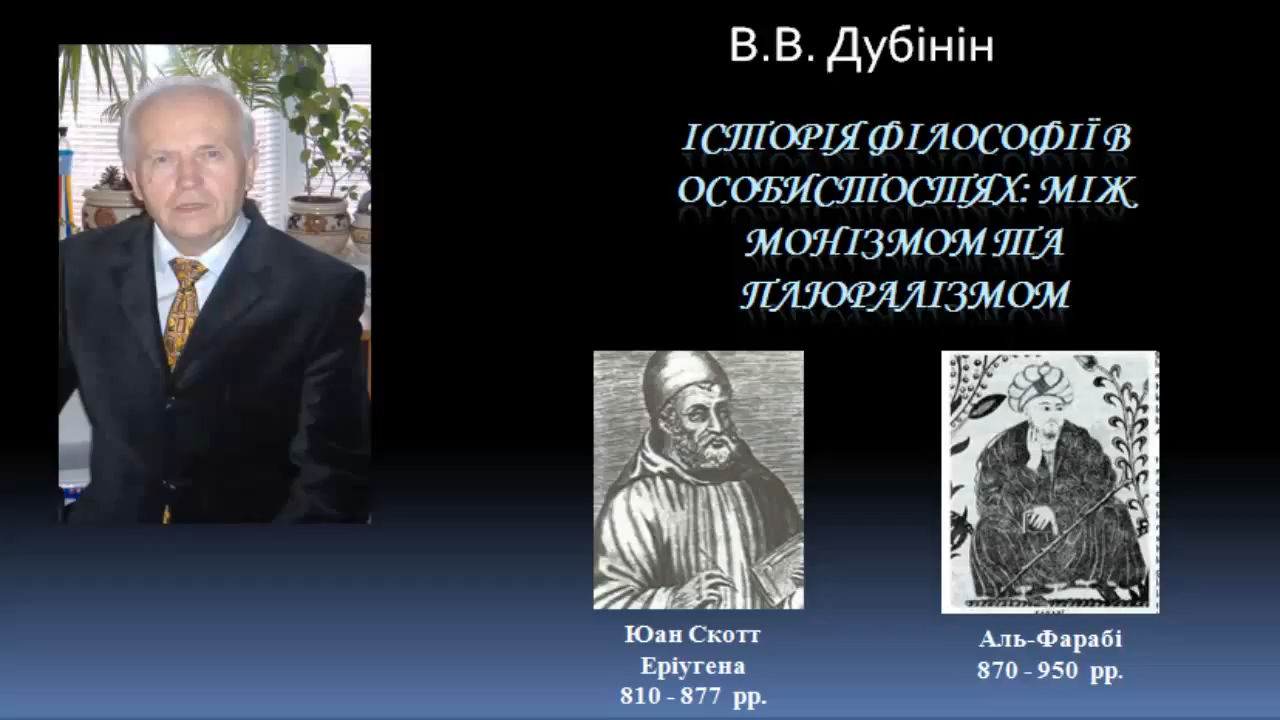 В.В. Дубінін
ІСТОРІЯ ФІЛОСОФІЇ В
ОСОБИСТОСТЯХ: МІЖ
МОНІЗМОМ ТА
ПЛЮРАЛІЗМОМ
Юан Скотт
Еріугена
810 - 877 рр.
Аль-Фарабі
870 - 950 рр.